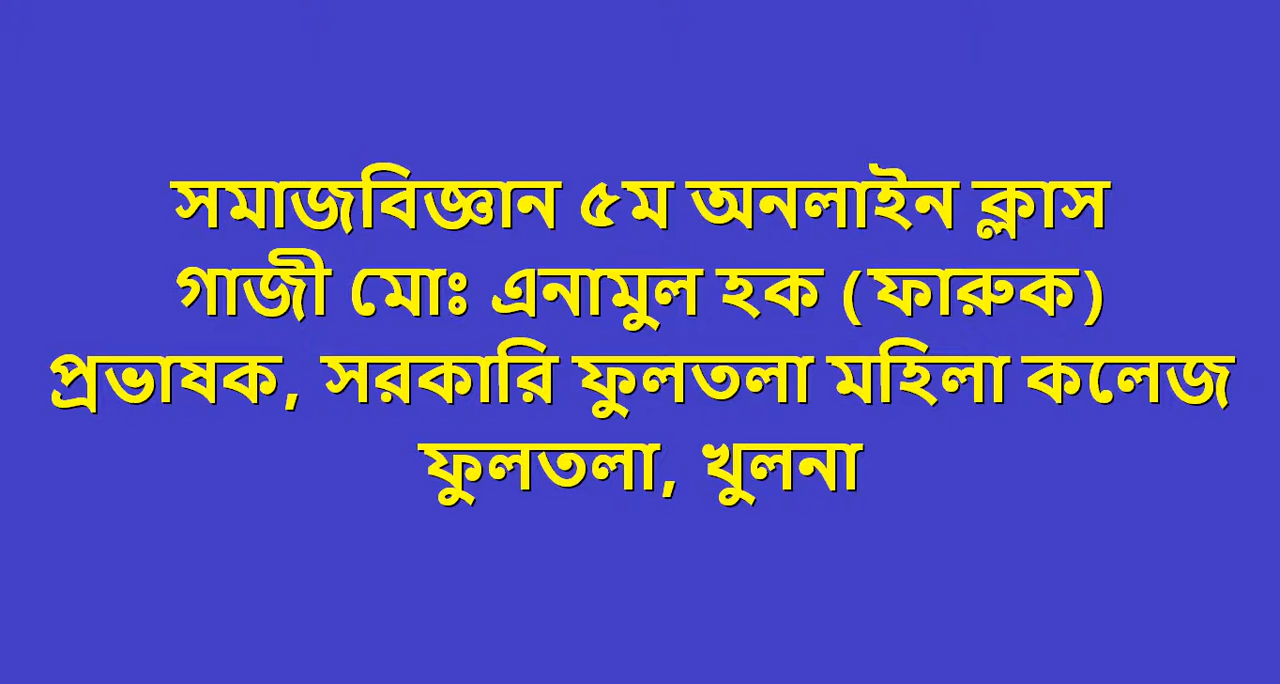 সমাজবিজ্ঞান ৫ম অনলাইন ক্লাস
গাজী মোঃ এনামুল হক (ফারুক)
প্রভাষক, সরকারি ফুলতলা মহিলা কলেজ
ফুলতলা, খুলনা